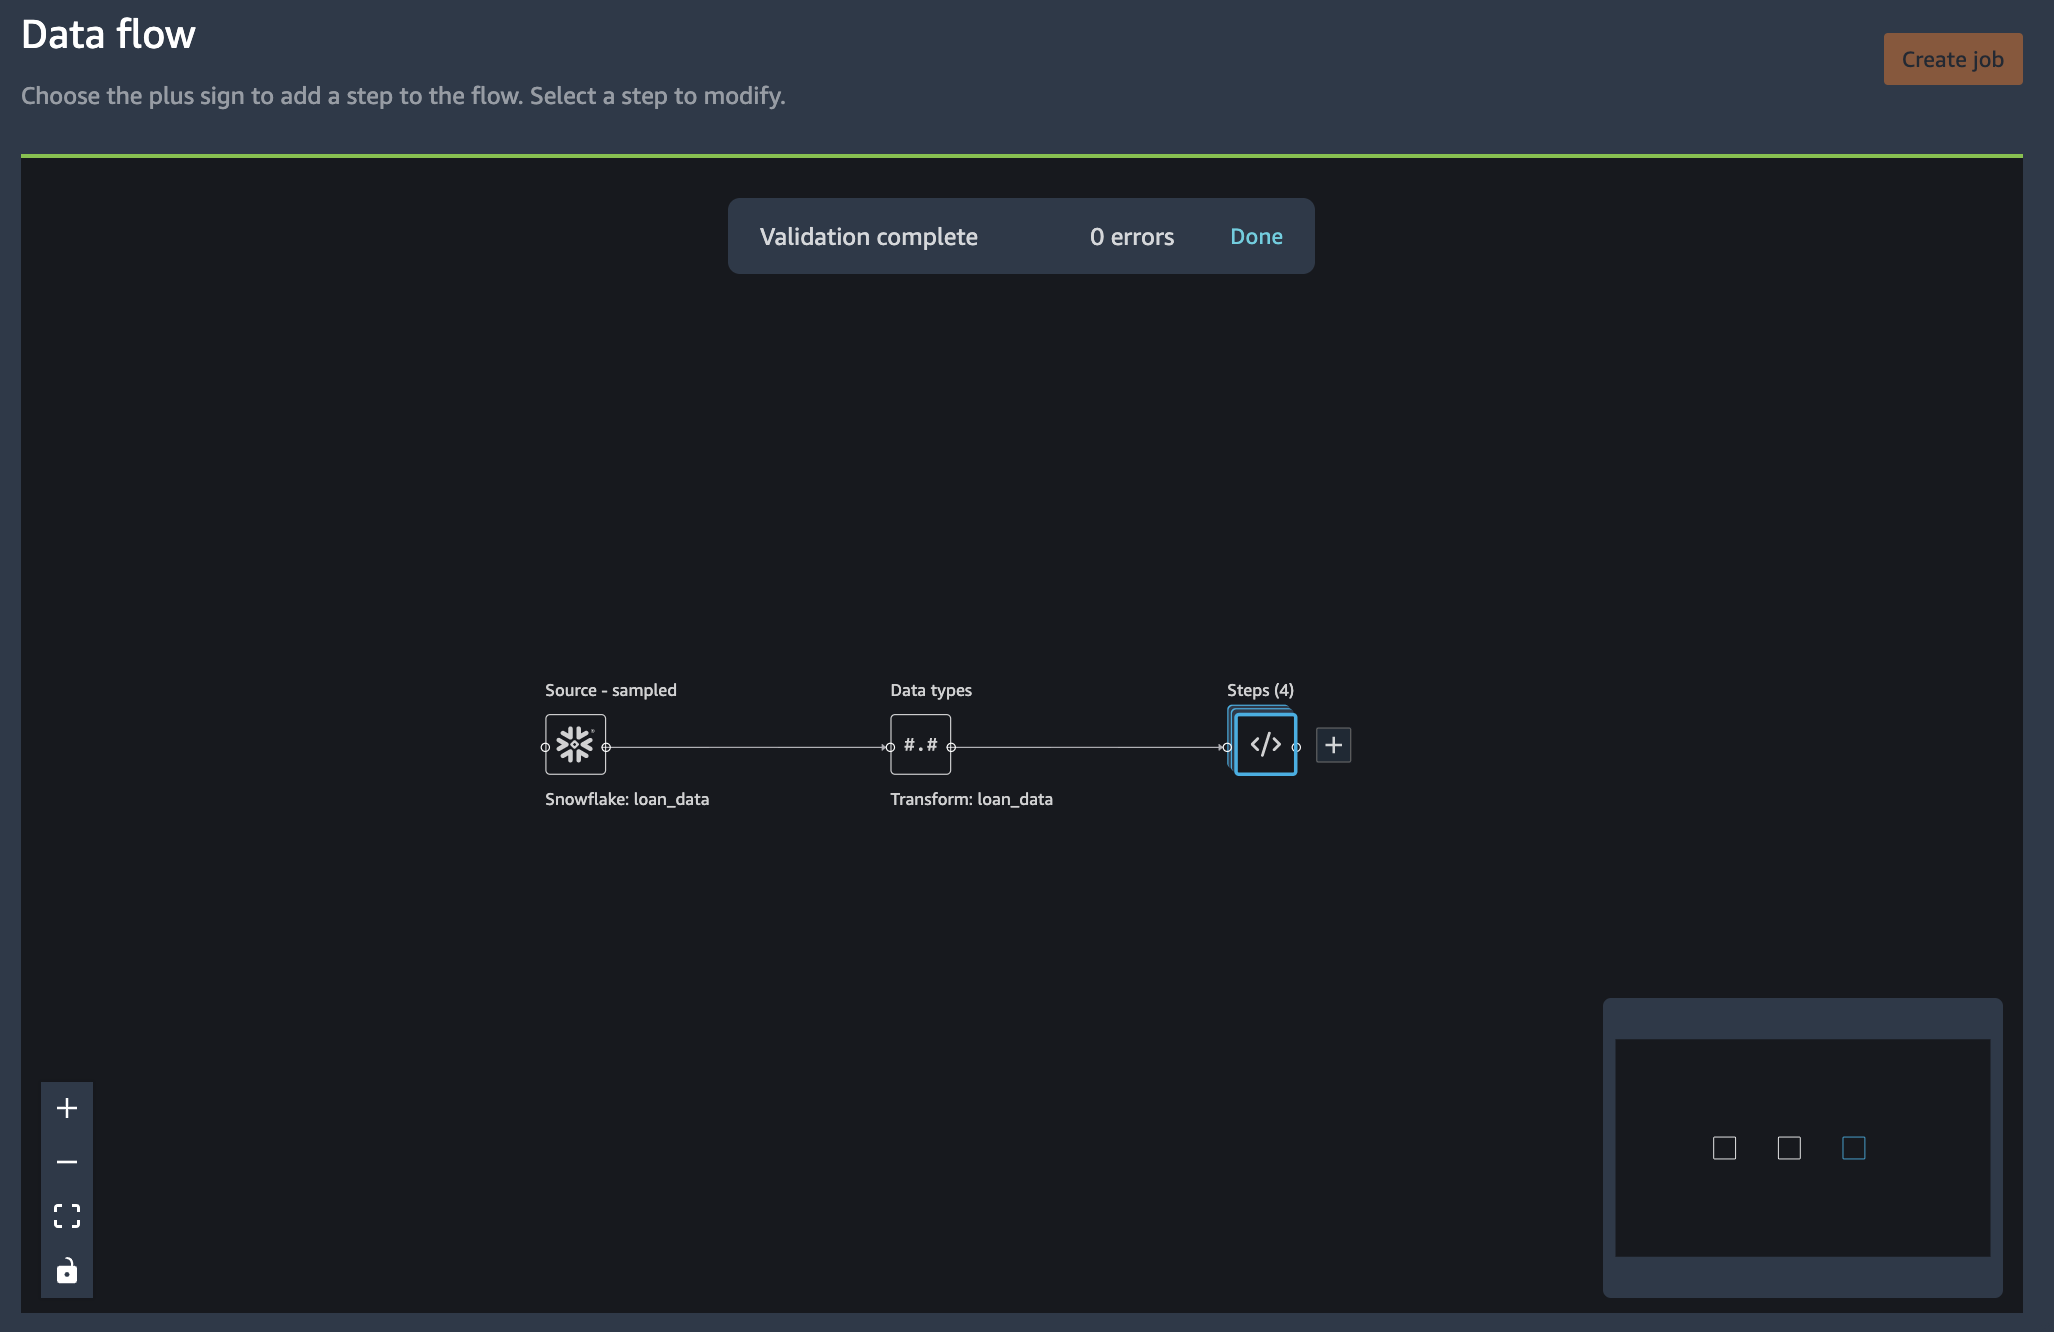 Data flow
Create job
Choose the plus sign to add a step to the flow. Select a step to modify.
Validation complete 0 errors Done
Source - sampled Data types Steps (4)
#.# </> +
Snowflake: loan_data Transform: loan_data